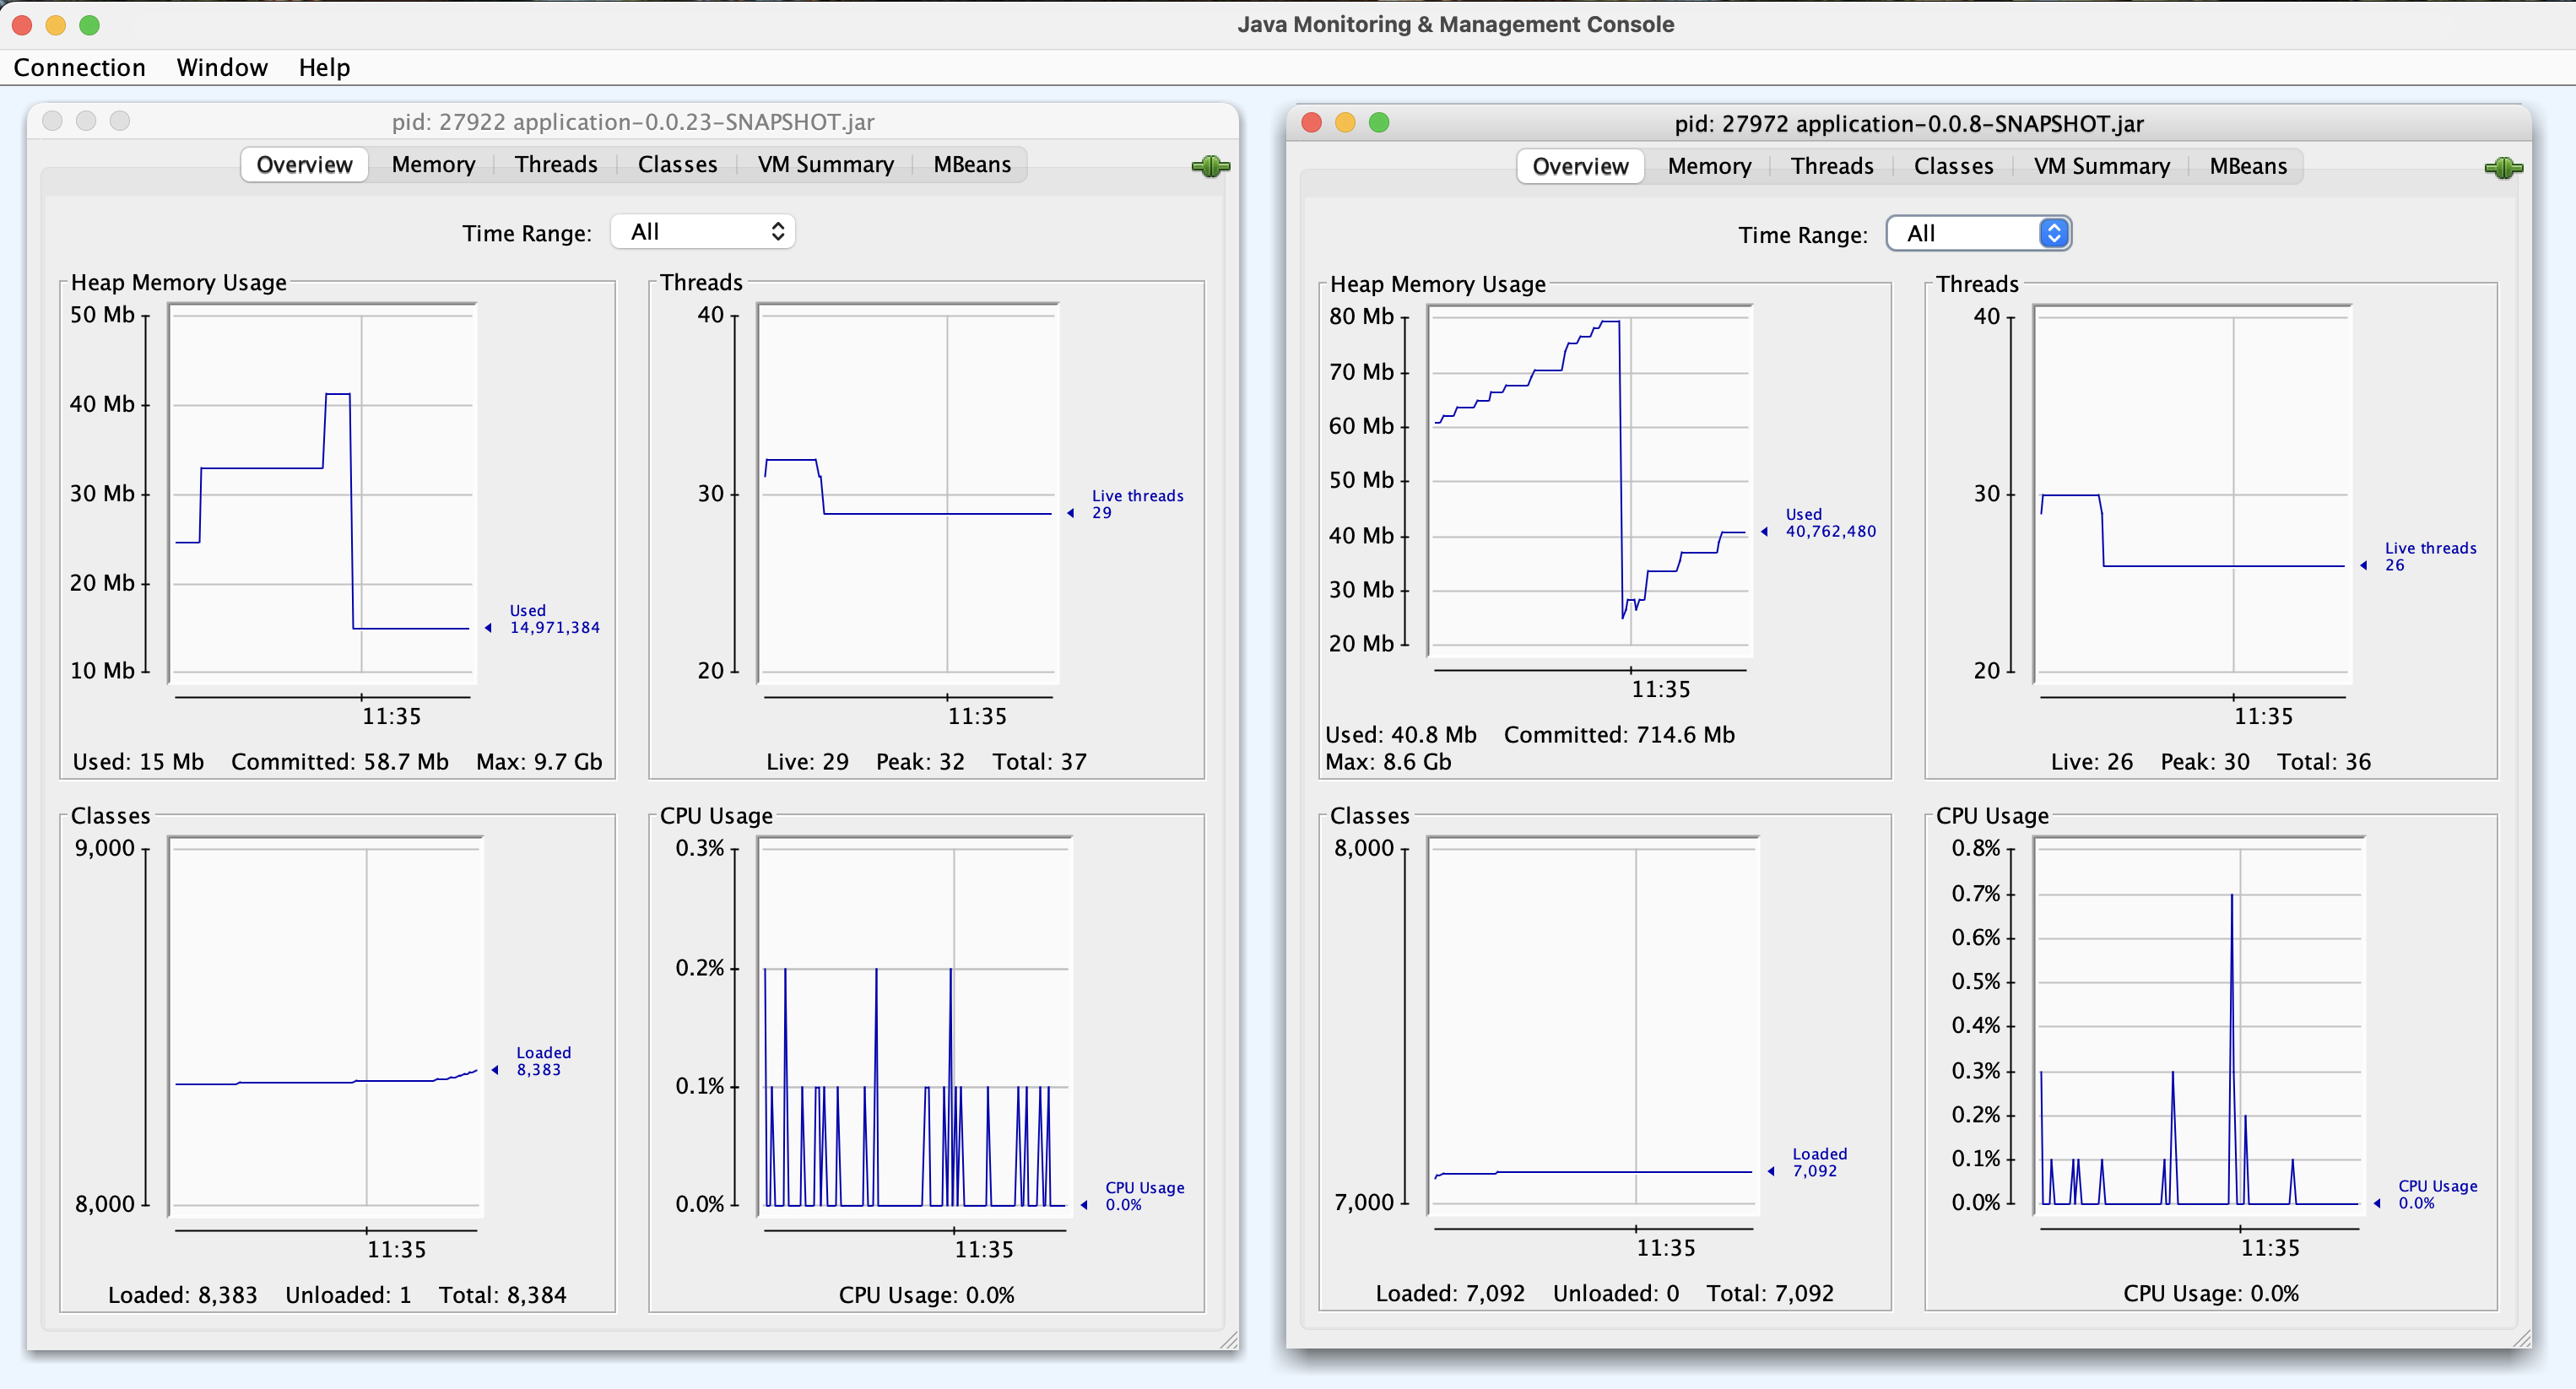 Java Monitoring & Management Console
Connection Window Help
pid: 27922 application-0.0.23-SNAPSHOT.jar
Overview Memory Threads Classes VM Summary MBeans
Time Range: All
Heap Memory Usage
50 Mb
40 Mb
30 Mb
20 Mb
10 Mb
Used
14,971,384
11:35
Used: 15 Mb Committed: 58.7 Mb Max: 9.7 Gb
Threads
40
30
20
Live threads
29
11:35
Live: 29 Peak: 32 Total: 37
Classes
9,000
8,000
Loaded
8,383
11:35
Loaded: 8,383 Unloaded: 1 Total: 8,384
CPU Usage
0.3%
0.2%
0.1%
0.0%
CPU Usage
0.0%
11:35
CPU Usage: 0.0%
pid: 27972 application-0.0.8-SNAPSHOT.jar
Overview Memory Threads Classes VM Summary MBeans
Time Range: All
Heap Memory Usage
80 Mb
70 Mb
60 Mb
50 Mb
40 Mb
30 Mb
20 Mb
Used
40,762,480
11:35
Used: 40.8 Mb Committed: 714.6 Mb
Max: 8.6 Gb
Threads
40
30
20
Live threads
26
11:35
Live: 26 Peak: 30 Total: 36
Classes
8,000
7,000
Loaded
7,092
11:35
Loaded: 7,092 Unloaded: 0 Total: 7,092
CPU Usage
0.8%
0.7%
0.6%
0.5%
0.4%
0.3%
0.2%
0.1%
0.0%
CPU Usage
0.0%
11:35
CPU Usage: 0.0%